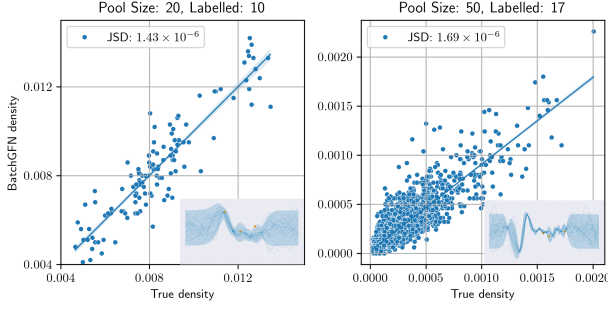 Pool Size: 20, Labelled: 10
JSD: 1.43 × 10⁻⁶
BatchGFN density
0.012
0.008
0.004
0.004
0.008
0.012
True density
Pool Size: 50, Labelled: 17
JSD: 1.69 × 10⁻⁶
0.0020
0.0015
0.0010
0.0005
0.0000
0.0000
0.0005
0.0010
0.0015
0.0020
True density